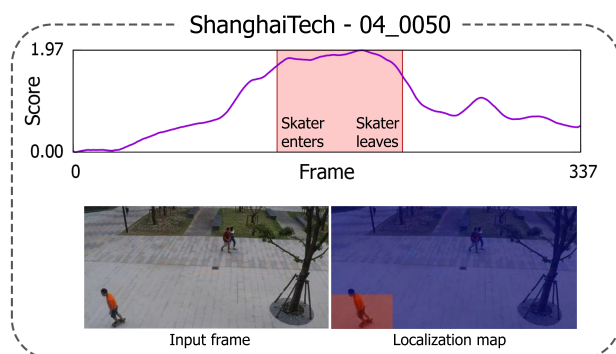 ShanghaiTech - 04_0050
1.97
Score
0.00
Skater enters
Skater leaves
0
Frame
337
Input frame
Localization map